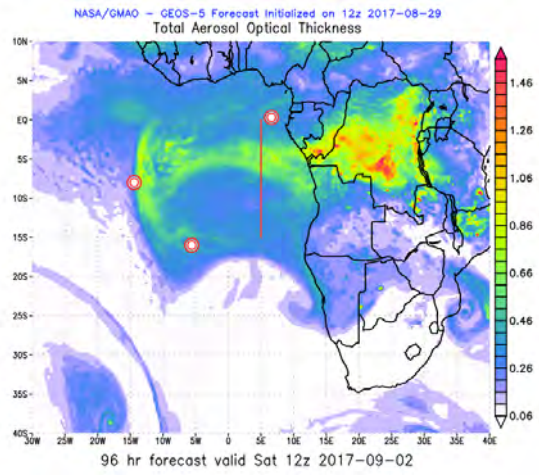 NASA/GMAO - GEOS-5 Forecast Initialized on 12z 2017-08-29
Total Aerosol Optical Thickness
10N
5N
EQ
5S
10S
15S
20S
25S
30S
35S
40S
30W 25W 20W 15W 10W 5W 0 5E 10E 15E 20E 25E 30E 35E 40E
1.46
1.26
1.06
0.86
0.66
0.46
0.26
0.06
96 hr forecast valid Sat 12z 2017-09-02